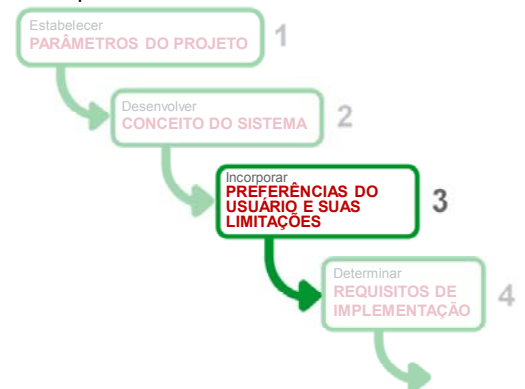 Estabelecer
PARÂMETROS DO PROJETO
1
Desenvolver
CONCEITO DO SISTEMA
2
Incorporar
PREFERÊNCIAS DO
USUÁRIO E SUAS
LIMITAÇÕES
3
Determinar
REQUISITOS DE
IMPLEMENTAÇÃO
4